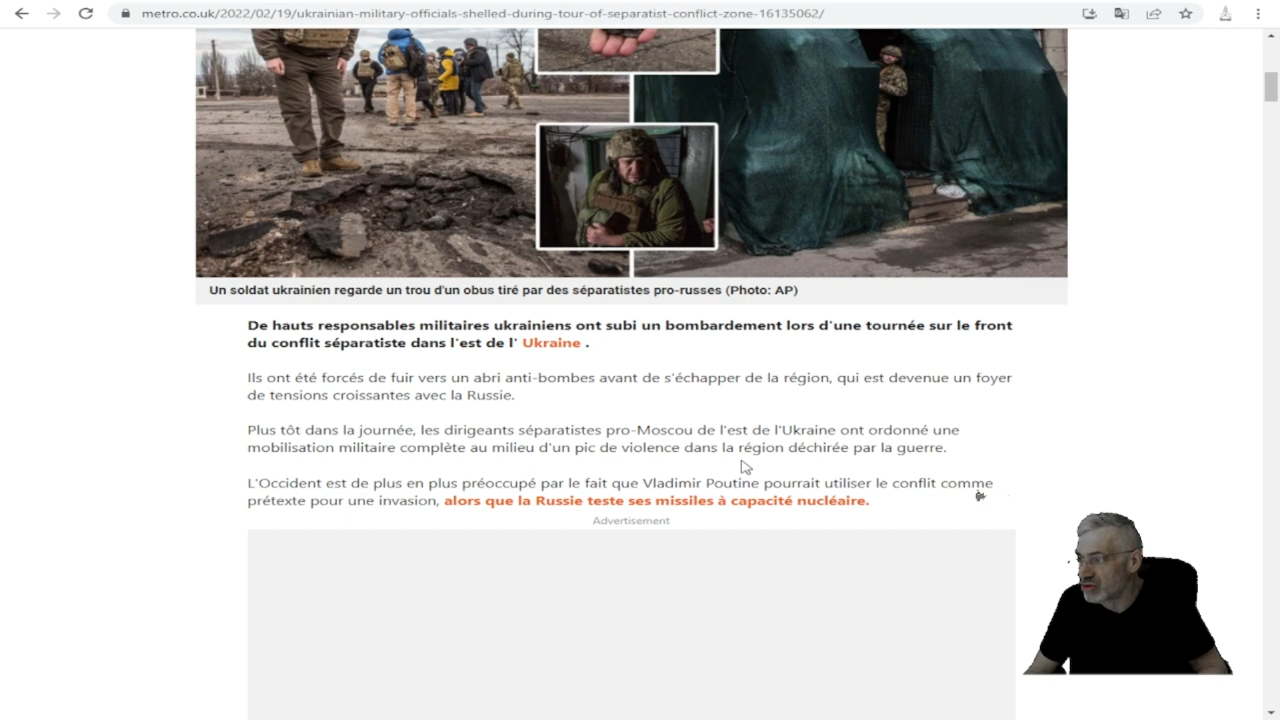 metro.co.uk/2022/02/19/ukrainian-military-officials-shelled-during-tour-of-separatist-conflict-zone-16135062/
Un soldat ukrainien regarde un trou d'un obus tiré par des séparatistes pro-russes (Photo: AP)
De hauts responsables militaires ukrainiens ont subi un bombardement lors d'une tournée sur le front
du conflit séparatiste dans l'est de l' Ukraine .
Ils ont été forcés de fuir vers un abri anti-bombes avant de s'échapper de la région, qui est devenue un foyer
de tensions croissantes avec la Russie.
Plus tôt dans la journée, les dirigeants séparatistes pro-Moscou de l'est de l'Ukraine ont ordonné une
mobilisation militaire complète au milieu d'un pic de violence dans la région déchirée par la guerre.
L'Occident est de plus en plus préoccupé par le fait que Vladimir Poutine pourrait utiliser le conflit comme
prétexte pour une invasion, alors que la Russie teste ses missiles à capacité nucléaire.
Advertisement